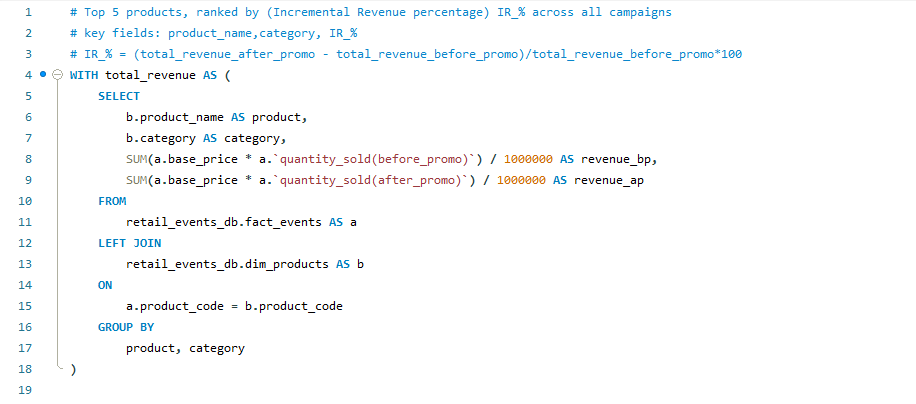 1 # Top 5 products, ranked by (Incremental Revenue percentage) IR_% across all campaigns
2 # key fields: product_name,category, IR_%
3 # IR_% = (total_revenue_after_promo - total_revenue_before_promo)/total_revenue_before_promo*100
4 WITH total_revenue AS (
5 SELECT
6 b.product_name AS product,
7 b.category AS category,
8 SUM(a.base_price * a.`quantity_sold(before_promo)`) / 1000000 AS revenue_bp,
9 SUM(a.base_price * a.`quantity_sold(after_promo)`) / 1000000 AS revenue_ap
10 FROM
11 retail_events_db.fact_events AS a
12 LEFT JOIN
13 retail_events_db.dim_products AS b
14 ON
15 a.product_code = b.product_code
16 GROUP BY
17 product, category
18 )
19